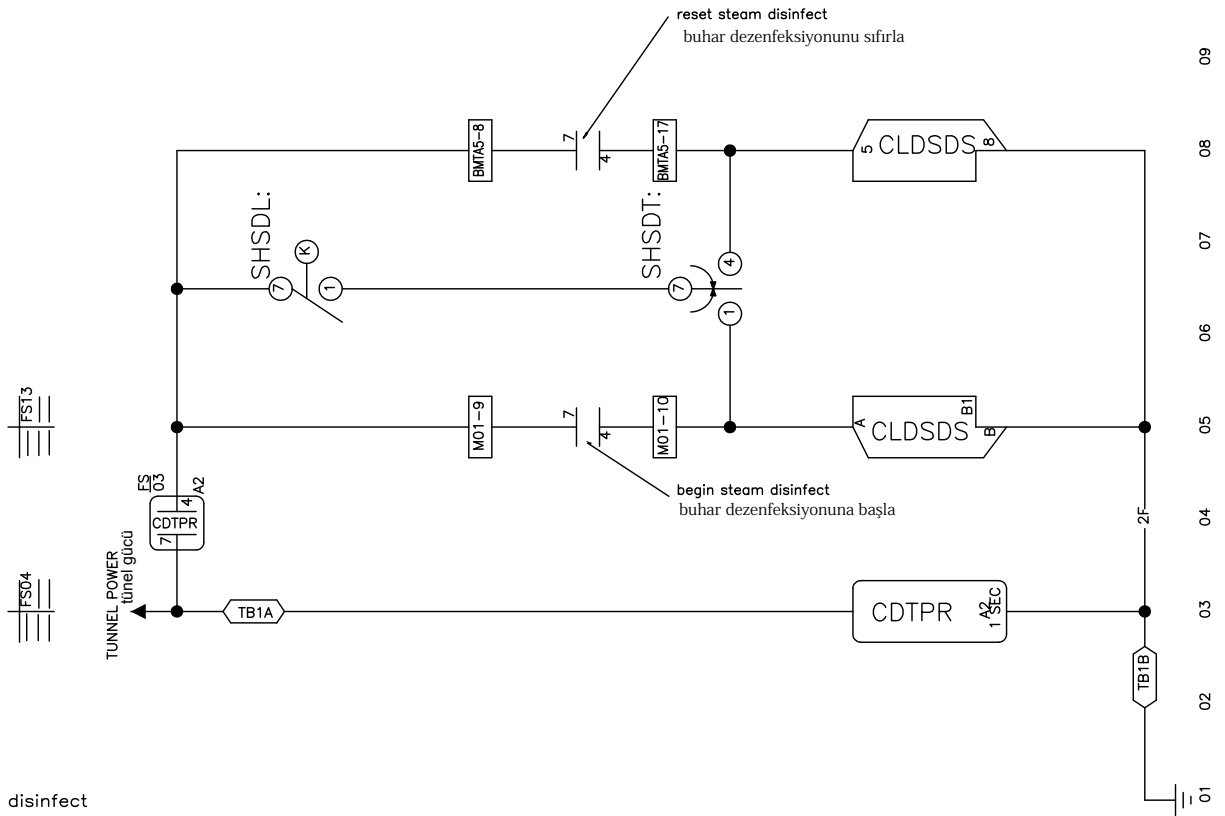 reset steam disinfect
buhar dezenfeksiyonunu sıfırla
09
BMTA5-8
7
4
BMTA5-17
5
CLDSDS
8
08
SHSDL:
7
K
1
SHSDT:
7
4
1
07
06
FS13
M01-9
7
4
M01-10
A
CLDSDS
B1
B
05
FS
03
4
A2
CDTPR
7
begin steam disinfect
buhar dezenfeksiyonuna başla
2F
04
FS04
TUNNEL POWER
tünel gücü
TB1A
CDTPR
A2
1 SEC
03
TB1B
02
disinfect
01